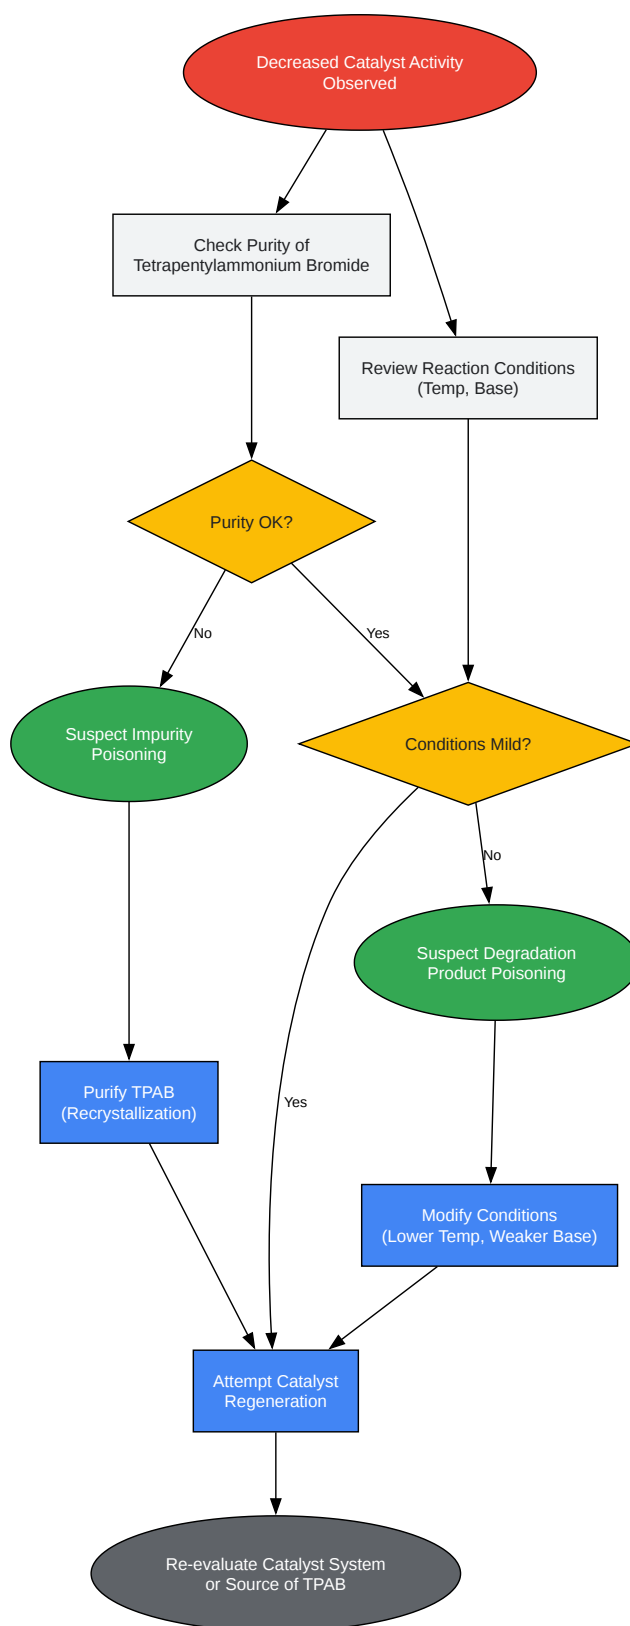 Decreased Catalyst Activity
Observed
Check Purity of
Tetrapentylammonium Bromide
Review Reaction Conditions
(Temp, Base)
Purity OK?
No
Yes
Suspect Impurity
Poisoning
Conditions Mild?
No
Suspect Degradation
Product Poisoning
Purify TPAB
(Recrystallization)
Yes
Modify Conditions
(Lower Temp, Weaker Base)
Attempt Catalyst
Regeneration
Re-evaluate Catalyst System
or Source of TPAB